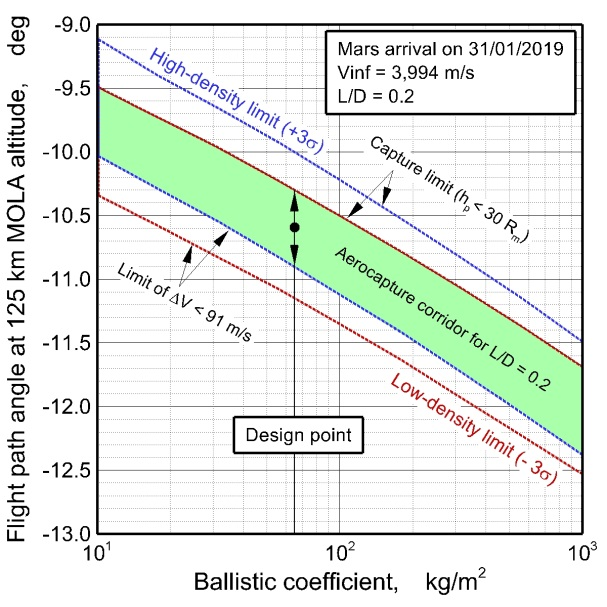 Mars arrival on 31/01/2019
Vinf = 3,994 m/s
L/D = 0.2
High-density limit (+3σ)
Capture limit (hp < 30 Rm)
Aerocapture corridor for L/D = 0.2
Limit of ΔV < 91 m/s
Low-density limit (- 3σ)
Design point
Flight path angle at 125 km MOLA altitude, deg
-9.0
-9.5
-10.0
-10.5
-11.0
-11.5
-12.0
-12.5
-13.0
10¹ 10² 10³
Ballistic coefficient, kg/m²